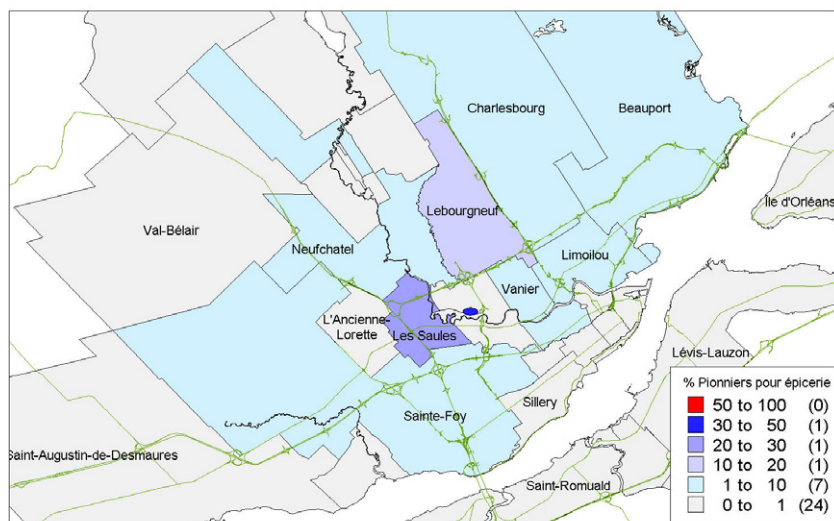 Charlesbourg
Beauport
Île d'Orléans
Lebourgneuf
Val-Bélair
Neufchatel
Limoilou
Vanier
L'Ancienne-
Lorette
Les Saules
Lévis-Lauzon
Sillery
Sainte-Foy
Saint-Augustin-de-Desmaures
Saint-Romuald
% Pionniers pour épicerie
50 to 100 (0)
30 to 50 (1)
20 to 30 (1)
10 to 20 (1)
1 to 10 (7)
0 to 1 (24)